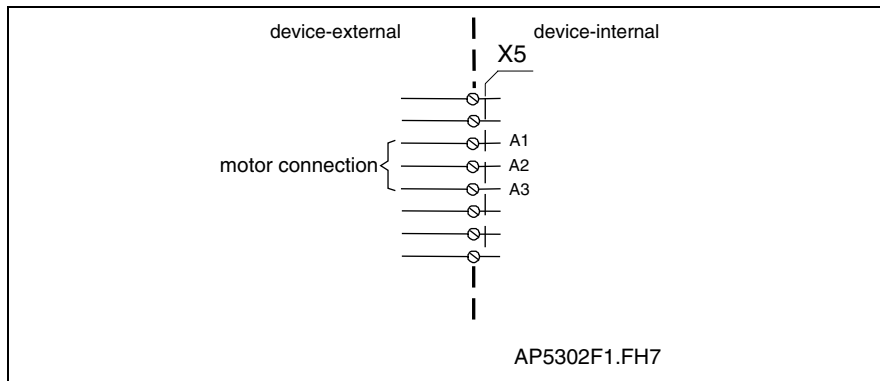 device-external
device-internal
X5
A1
motor connection
A2
A3
AP5302F1.FH7